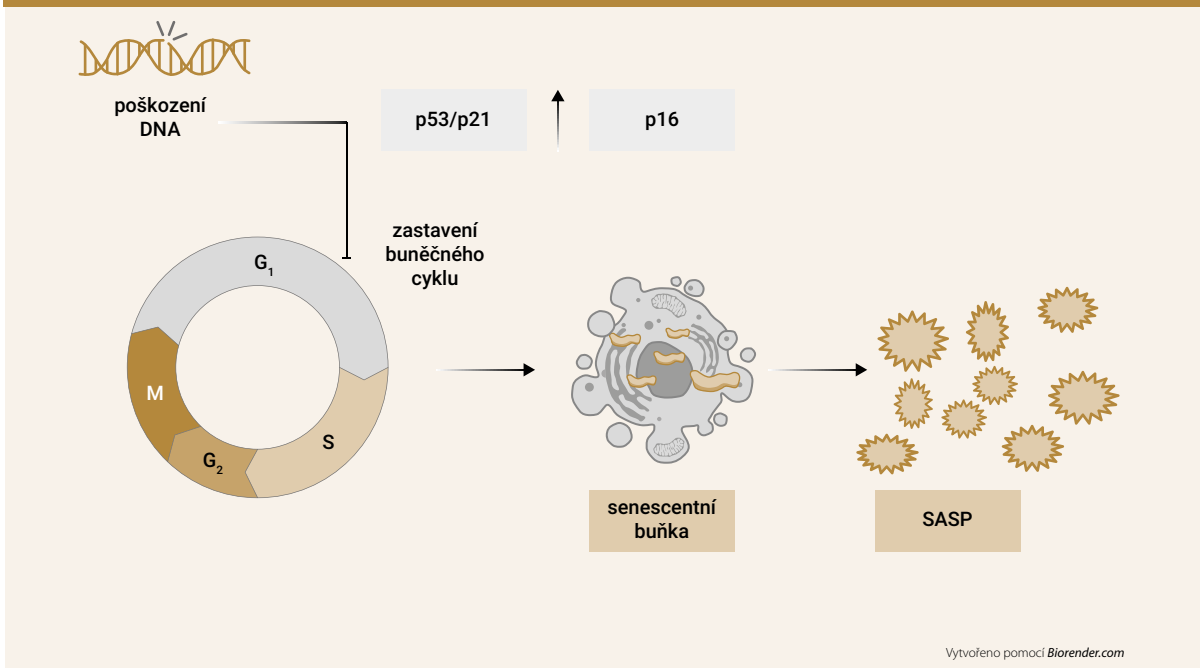 poškození
DNA
p53/p21
p16
zastavení
buněčného
cyklu
G₁
M
S
G₂
senescentní
buňka
SASP
Vytvořeno pomocí Biorender.com